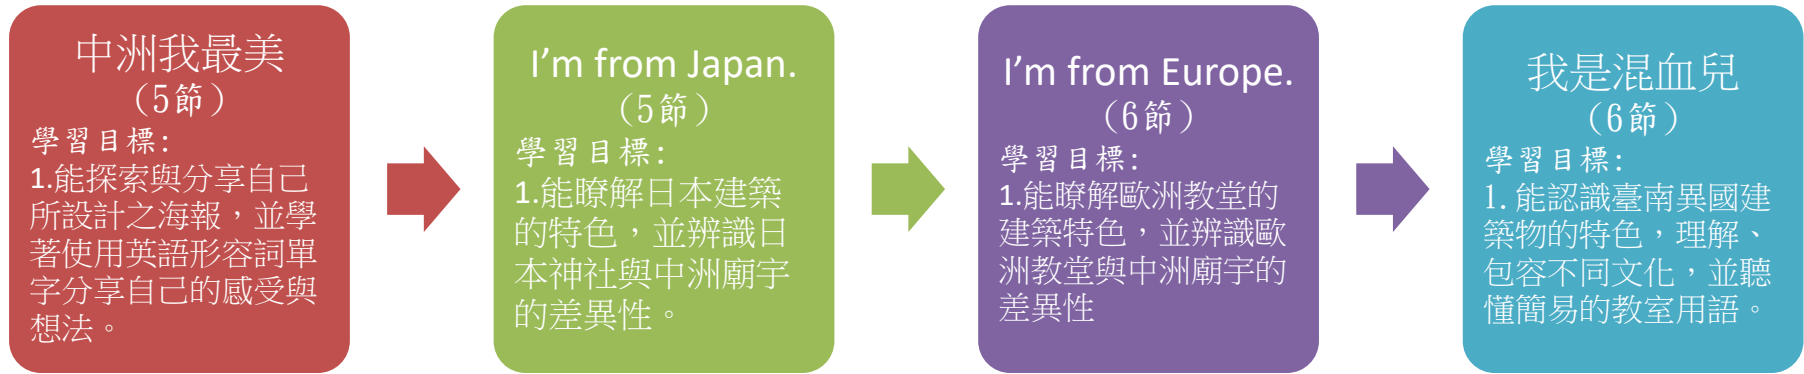 中洲我最美
（5節）
學習目標:
1.能探索與分享自己
所設計之海報，並學
著使用英語形容詞單
字分享自己的感受與
想法。
I’m from Japan.
（5節）
學習目標:
1.能瞭解日本建築
的特色，並辨識日
本神社與中洲廟宇
的差異性。
I’m from Europe.
（6節）
學習目標:
1.能瞭解歐洲教堂的
建築特色，並辨識歐
洲教堂與中洲廟宇的
差異性
我是混血兒
（6節）
學習目標:
1.能認識臺南異國建
築物的特色，理解、
包容不同文化，並聽
懂簡易的教室用語。